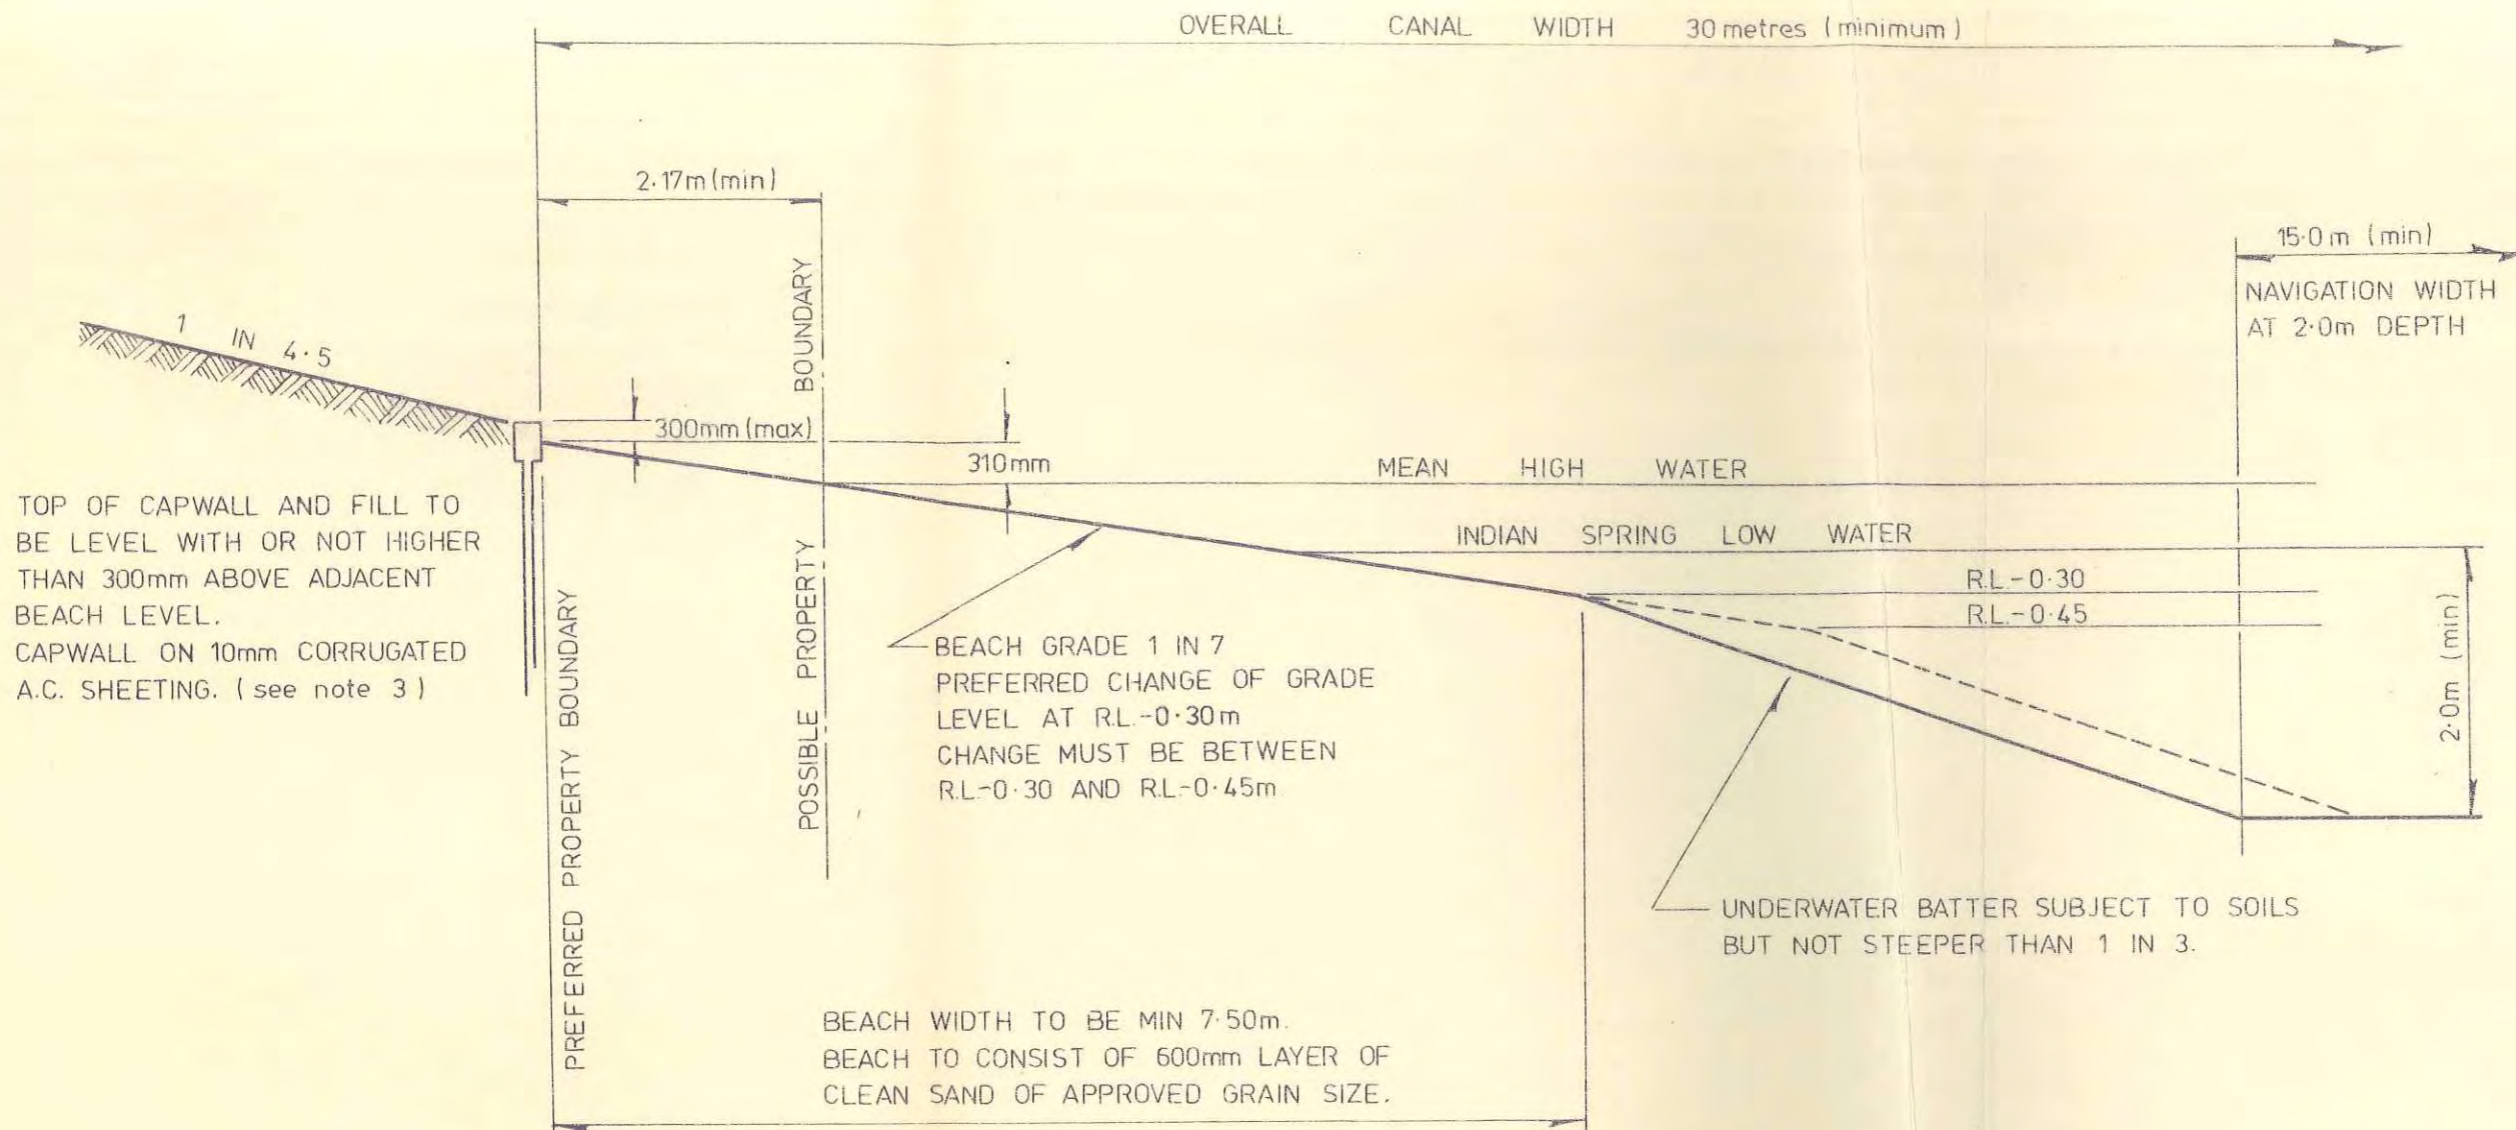 OVERALL CANAL WIDTH 30 metres (minimum)
2·17m (min)
15·0 m (min)
NAVIGATION WIDTH
AT 2·0m DEPTH
1 IN 4·5
300mm (max)
310mm
MEAN HIGH WATER
INDIAN SPRING LOW WATER
R.L.-0·30
R.L.-0·45
2·0m (min)
TOP OF CAPWALL AND FILL TO
BE LEVEL WITH OR NOT HIGHER
THAN 300mm ABOVE ADJACENT
BEACH LEVEL.
CAPWALL ON 10mm CORRUGATED
A.C. SHEETING. (see note 3)
PREFERRED PROPERTY BOUNDARY
POSSIBLE PROPERTY BOUNDARY
BEACH GRADE 1 IN 7
PREFERRED CHANGE OF GRADE
LEVEL AT R.L.-0·30m
CHANGE MUST BE BETWEEN
R.L-0·30 AND R.L-0·45m
UNDERWATER BATTER SUBJECT TO SOILS
BUT NOT STEEPER THAN 1 IN 3.
BEACH WIDTH TO BE MIN 7·50m.
BEACH TO CONSIST OF 600mm LAYER OF
CLEAN SAND OF APPROVED GRAIN SIZE.